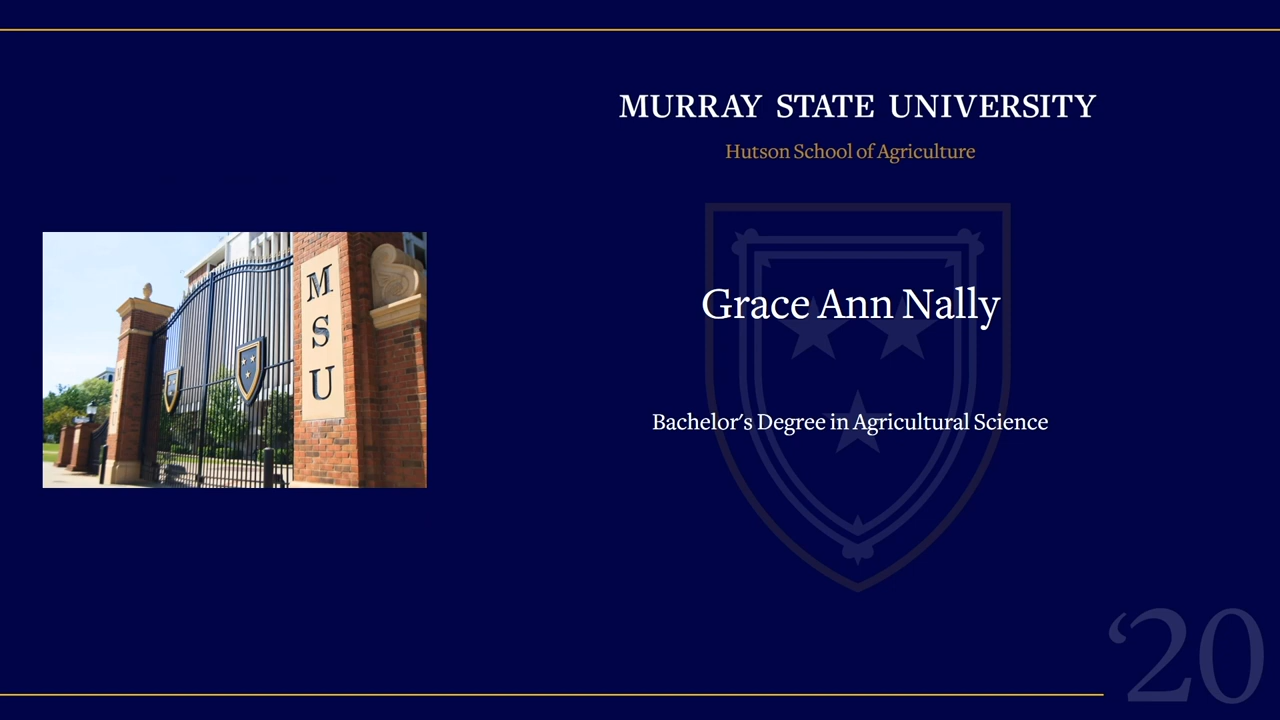 MURRAY STATE UNIVERSITY
Hutson School of Agriculture
M
S
U
Grace Ann Nally
Bachelor's Degree in Agricultural Science
‘20